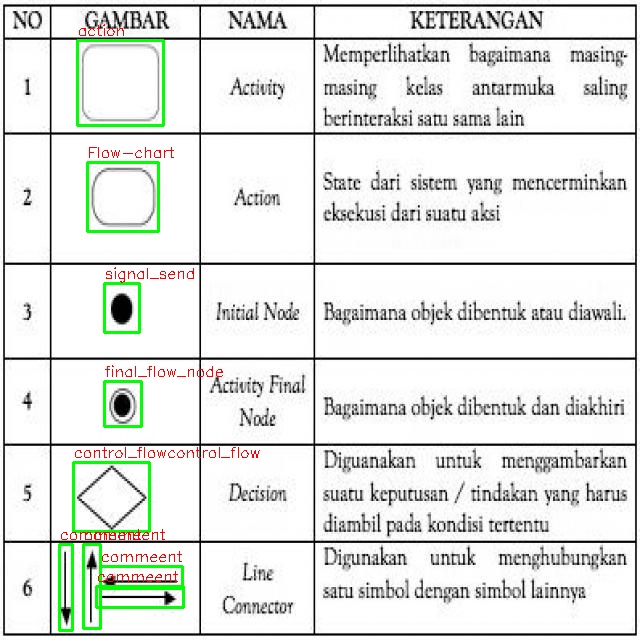 NO GAMBAR NAMA KETERANGAN
action
1 Activity Memperlihatkan bagaimana masing-
masing kelas antarmuka saling
berinteraksi satu sama lain
Flow-chart
2 Action State dari sistem yang mencerminkan
eksekusi dari suatu aksi
signal_send
3 Initial Node Bagaimana objek dibentuk atau diawali.
final_flow_node
4 Activity Final
Node Bagaimana objek dibentuk dan diakhiri
control_flowcontrol_flow
5 Decision Diguanakan untuk menggambarkan
suatu keputusan / tindakan yang harus
diambil pada kondisi tertentu
commeent
commeent
commeent
6 Line
Connector Digunakan untuk menghubungkan
satu simbol dengan simbol lainnya